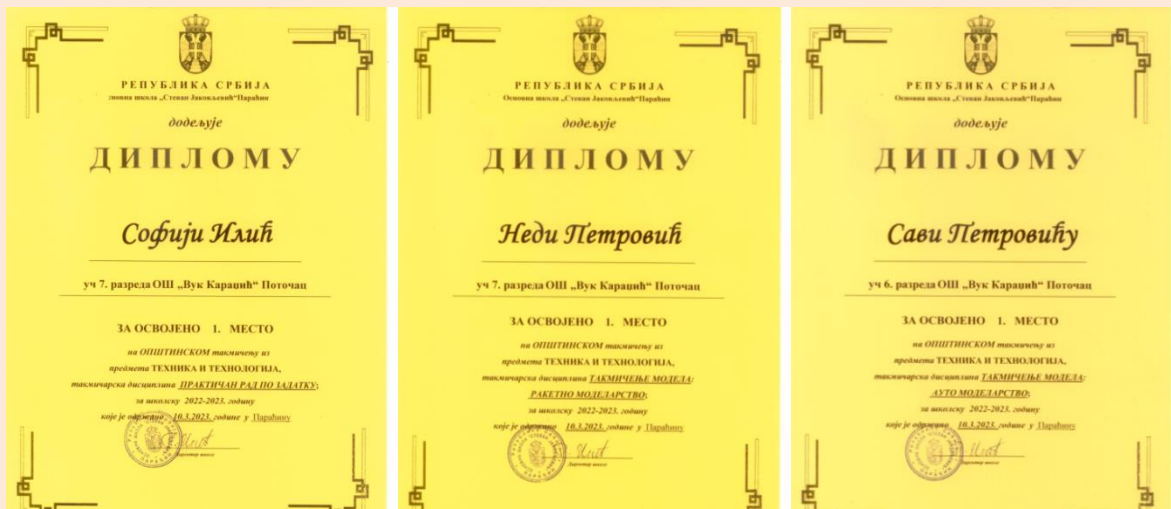 РЕПУБЛИКА СРБИЈА
сновна школа „Стеван Јаковљевић“Параћин
додељује
ДИПЛОМУ
Софији Илић
уч 7. разреда ОШ „Вук Караџић“ Поточац
ЗА ОСВОЈЕНО 1. МЕСТО
на ОПШТИНСКОМ такмичењу из
предмета ТЕХНИКА И ТЕХНОЛОГИЈА,
такмичарска дисциплина ПРАКТИЧАН РАД ПО ЗАДАТКУ;
за школску 2022-2023. годину
које је одржано 10.3.2023. године у Параћину
Директор школе
РЕПУБЛИКА СРБИЈА
Основна школа „Стеван Јаковљевић“Параћин
додељује
ДИПЛОМУ
Неди Петровић
уч 7. разреда ОШ „Вук Караџић“ Поточац
ЗА ОСВОЈЕНО 1. МЕСТО
на ОПШТИНСКОМ такмичењу из
предмета ТЕХНИКА И ТЕХНОЛОГИЈА,
такмичарска дисциплина ТАКМИЧЕЊЕ МОДЕЛА:
РАКЕТНО МОДЕЛАРСТВО;
за школску 2022-2023. годину
које је одржано 10.3.2023. године у Параћину
Директор школе
РЕПУБЛИКА СРБИЈА
Основна школа „Стеван Јаковљевић“Параћин
додељује
ДИПЛОМУ
Сави Петровићу
уч 6. разреда ОШ „Вук Караџић“ Поточац
ЗА ОСВОЈЕНО 1. МЕСТО
на ОПШТИНСКОМ такмичењу из
предмета ТЕХНИКА И ТЕХНОЛОГИЈА,
такмичарска дисциплина ТАКМИЧЕЊЕ МОДЕЛА:
АУТО МОДЕЛАРСТВО;
за школску 2022-2023. годину
које је одржано 10.3.2023. године у Параћину
Директор школе